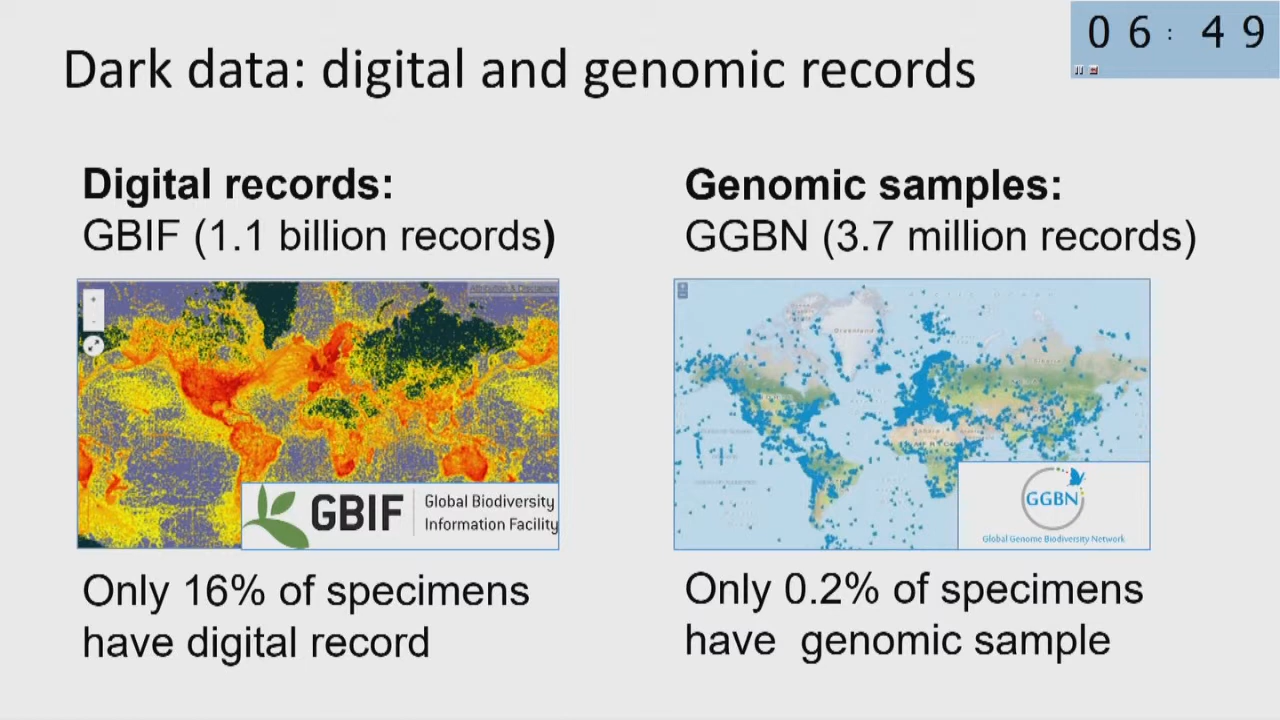 06:49
Dark data: digital and genomic records
Digital records:
GBIF (1.1 billion records)
Genomic samples:
GGBN (3.7 million records)
GBIF
Global Biodiversity
Information Facility
Greenland
GGBN
Global Genome Biodiversity Network
Only 16% of specimens
have digital record
Only 0.2% of specimens
have  genomic sample